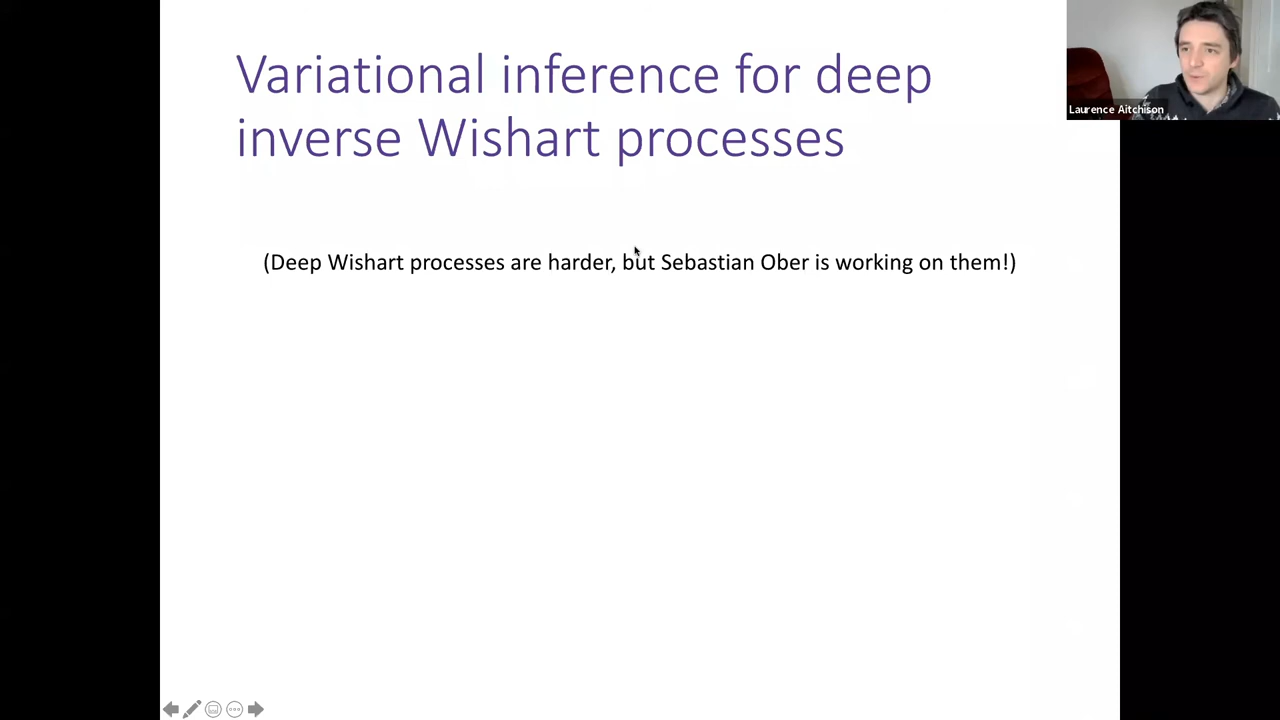 Variational inference for deep
inverse Wishart processes
Laurence Aitchison
(Deep Wishart processes are harder, but Sebastian Ober is working on them!)